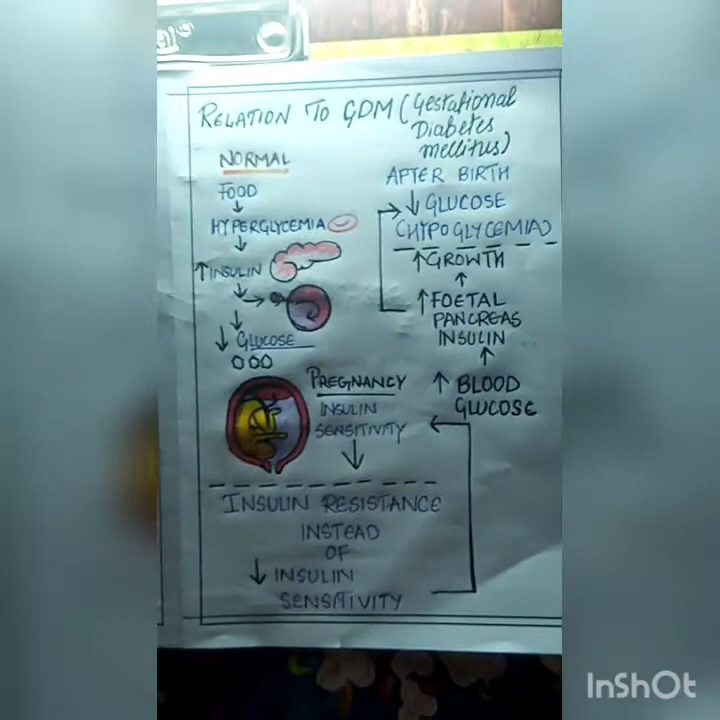 RELATION TO GDM (Gestational
Diabetes
mellitus)
NORMAL
FOOD
↓
HYPERGLYCEMIA
↓
↑ INSULIN
↓ →
↓
↓ GLUCOSE
PREGNANCY
INSULIN
SENSITIVITY
↓
INSULIN RESISTANCE
INSTEAD
OF
↓ INSULIN
SENSITIVITY
AFTER BIRTH
↓ GLUCOSE
(HYPOGLYCEMIA)
↑ GROWTH
↑
↑ FOETAL
PANCREAS
INSULIN
↑
↑ BLOOD
GLUCOSE
InShOt